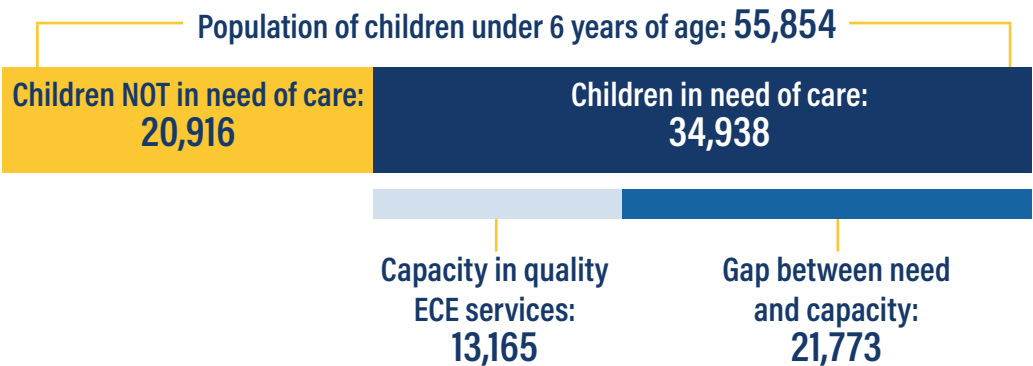 Population of children under 6 years of age: 55,854
Children NOT in need of care:
20,916
Children in need of care:
34,938
Capacity in quality
ECE services:
13,165
Gap between need
and capacity:
21,773